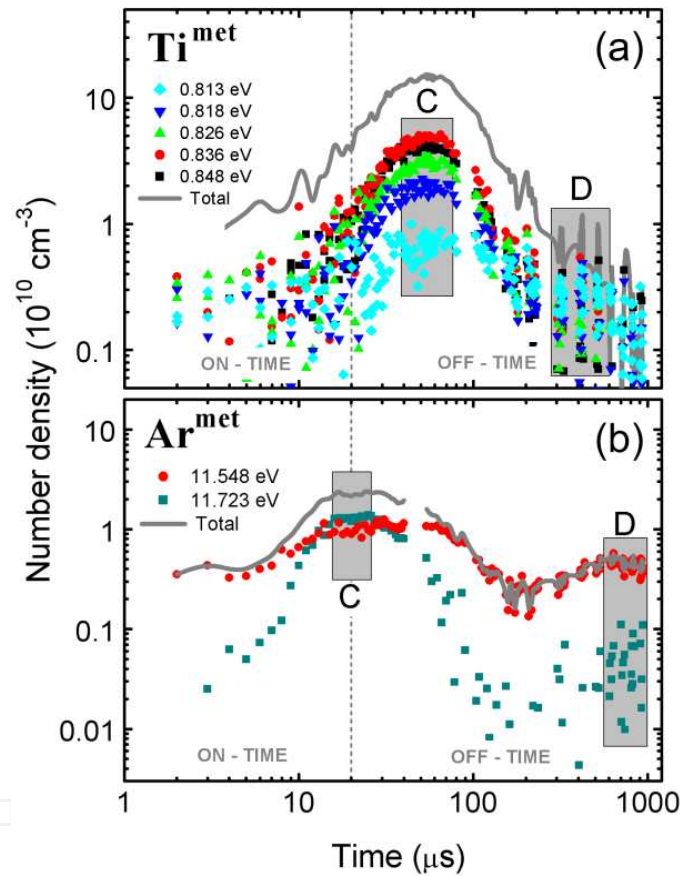 Ti^met
(a)
0.813 eV
0.818 eV
0.826 eV
0.836 eV
0.848 eV
Total
C
D
10
1
0.1
ON - TIME
OFF - TIME
Number density (10^10 cm^-3)
Ar^met
(b)
11.548 eV
11.723 eV
Total
C
D
10
1
0.1
0.01
ON - TIME
OFF - TIME
1
10
100
1000
Time (μs)